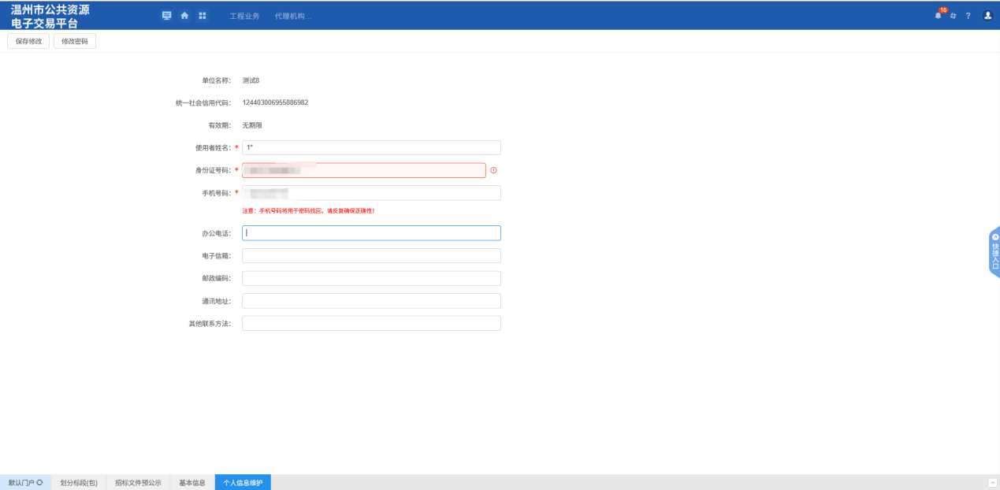 温州市公共资源
电子交易平台
工程业务 代理机构...
16
?
保存修改 修改密码
单位名称: 测试8
统一社会信用代码: 124403006955886982
有效期: 无期限
使用者姓名: * 1*
身份证号码: *
手机号码: *
注意: 手机号码将用于密码找回, 请反复确保正确性!
办公电话:
电子信箱:
邮政编码:
通讯地址:
其他联系方法:
快捷入口
默认门户 划分标段(包) 招标文件预公示 基本信息 个人信息维护